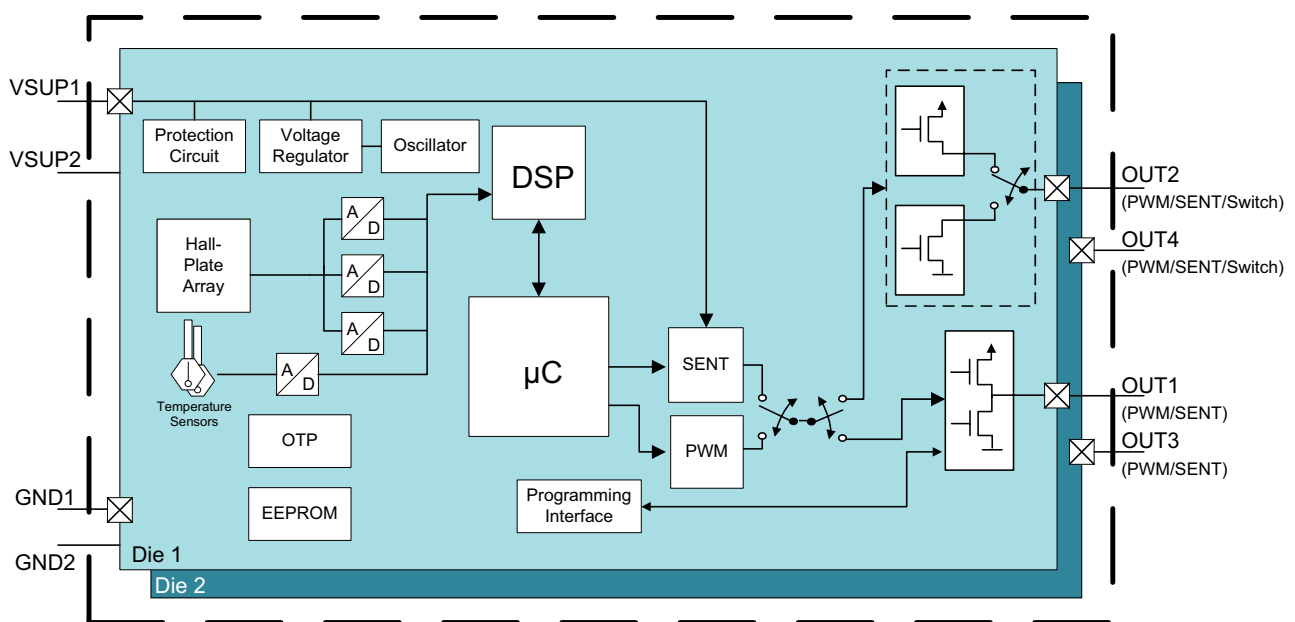 VSUP1
VSUP2
Protection
Circuit
Voltage
Regulator
Oscillator
DSP
Hall-
Plate
Array
A
D
A
D
A
D
A
D
Temperature
Sensors
µC
SENT
PWM
OTP
EEPROM
Programming
Interface
OUT2
(PWM/SENT/Switch)
OUT4
(PWM/SENT/Switch)
OUT1
(PWM/SENT)
OUT3
(PWM/SENT)
GND1
GND2
Die 1
Die 2